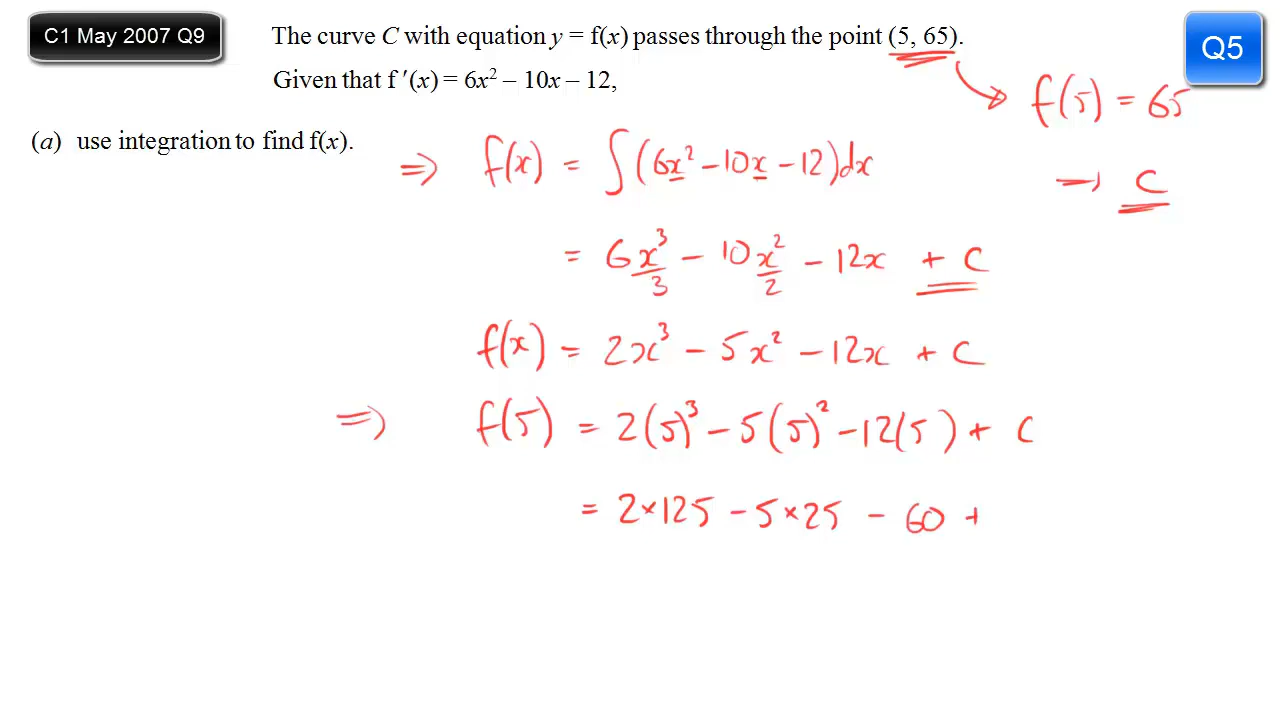 C1 May 2007 Q9
The curve C with equation y = f(x) passes through the point (5, 65).
Q5
Given that f ′(x) = 6x² – 10x – 12,
f(5) = 65
(a) use integration to find f(x).
⇒ f(x) = ∫(6x² – 10x – 12)dx
→ C
= 6x³/3 – 10x²/2 – 12x + C
f(x) = 2x³ – 5x² – 12x + C
⇒ f(5) = 2(5)³ – 5(5)² – 12(5) + C
= 2×125 – 5×25 – 60 +